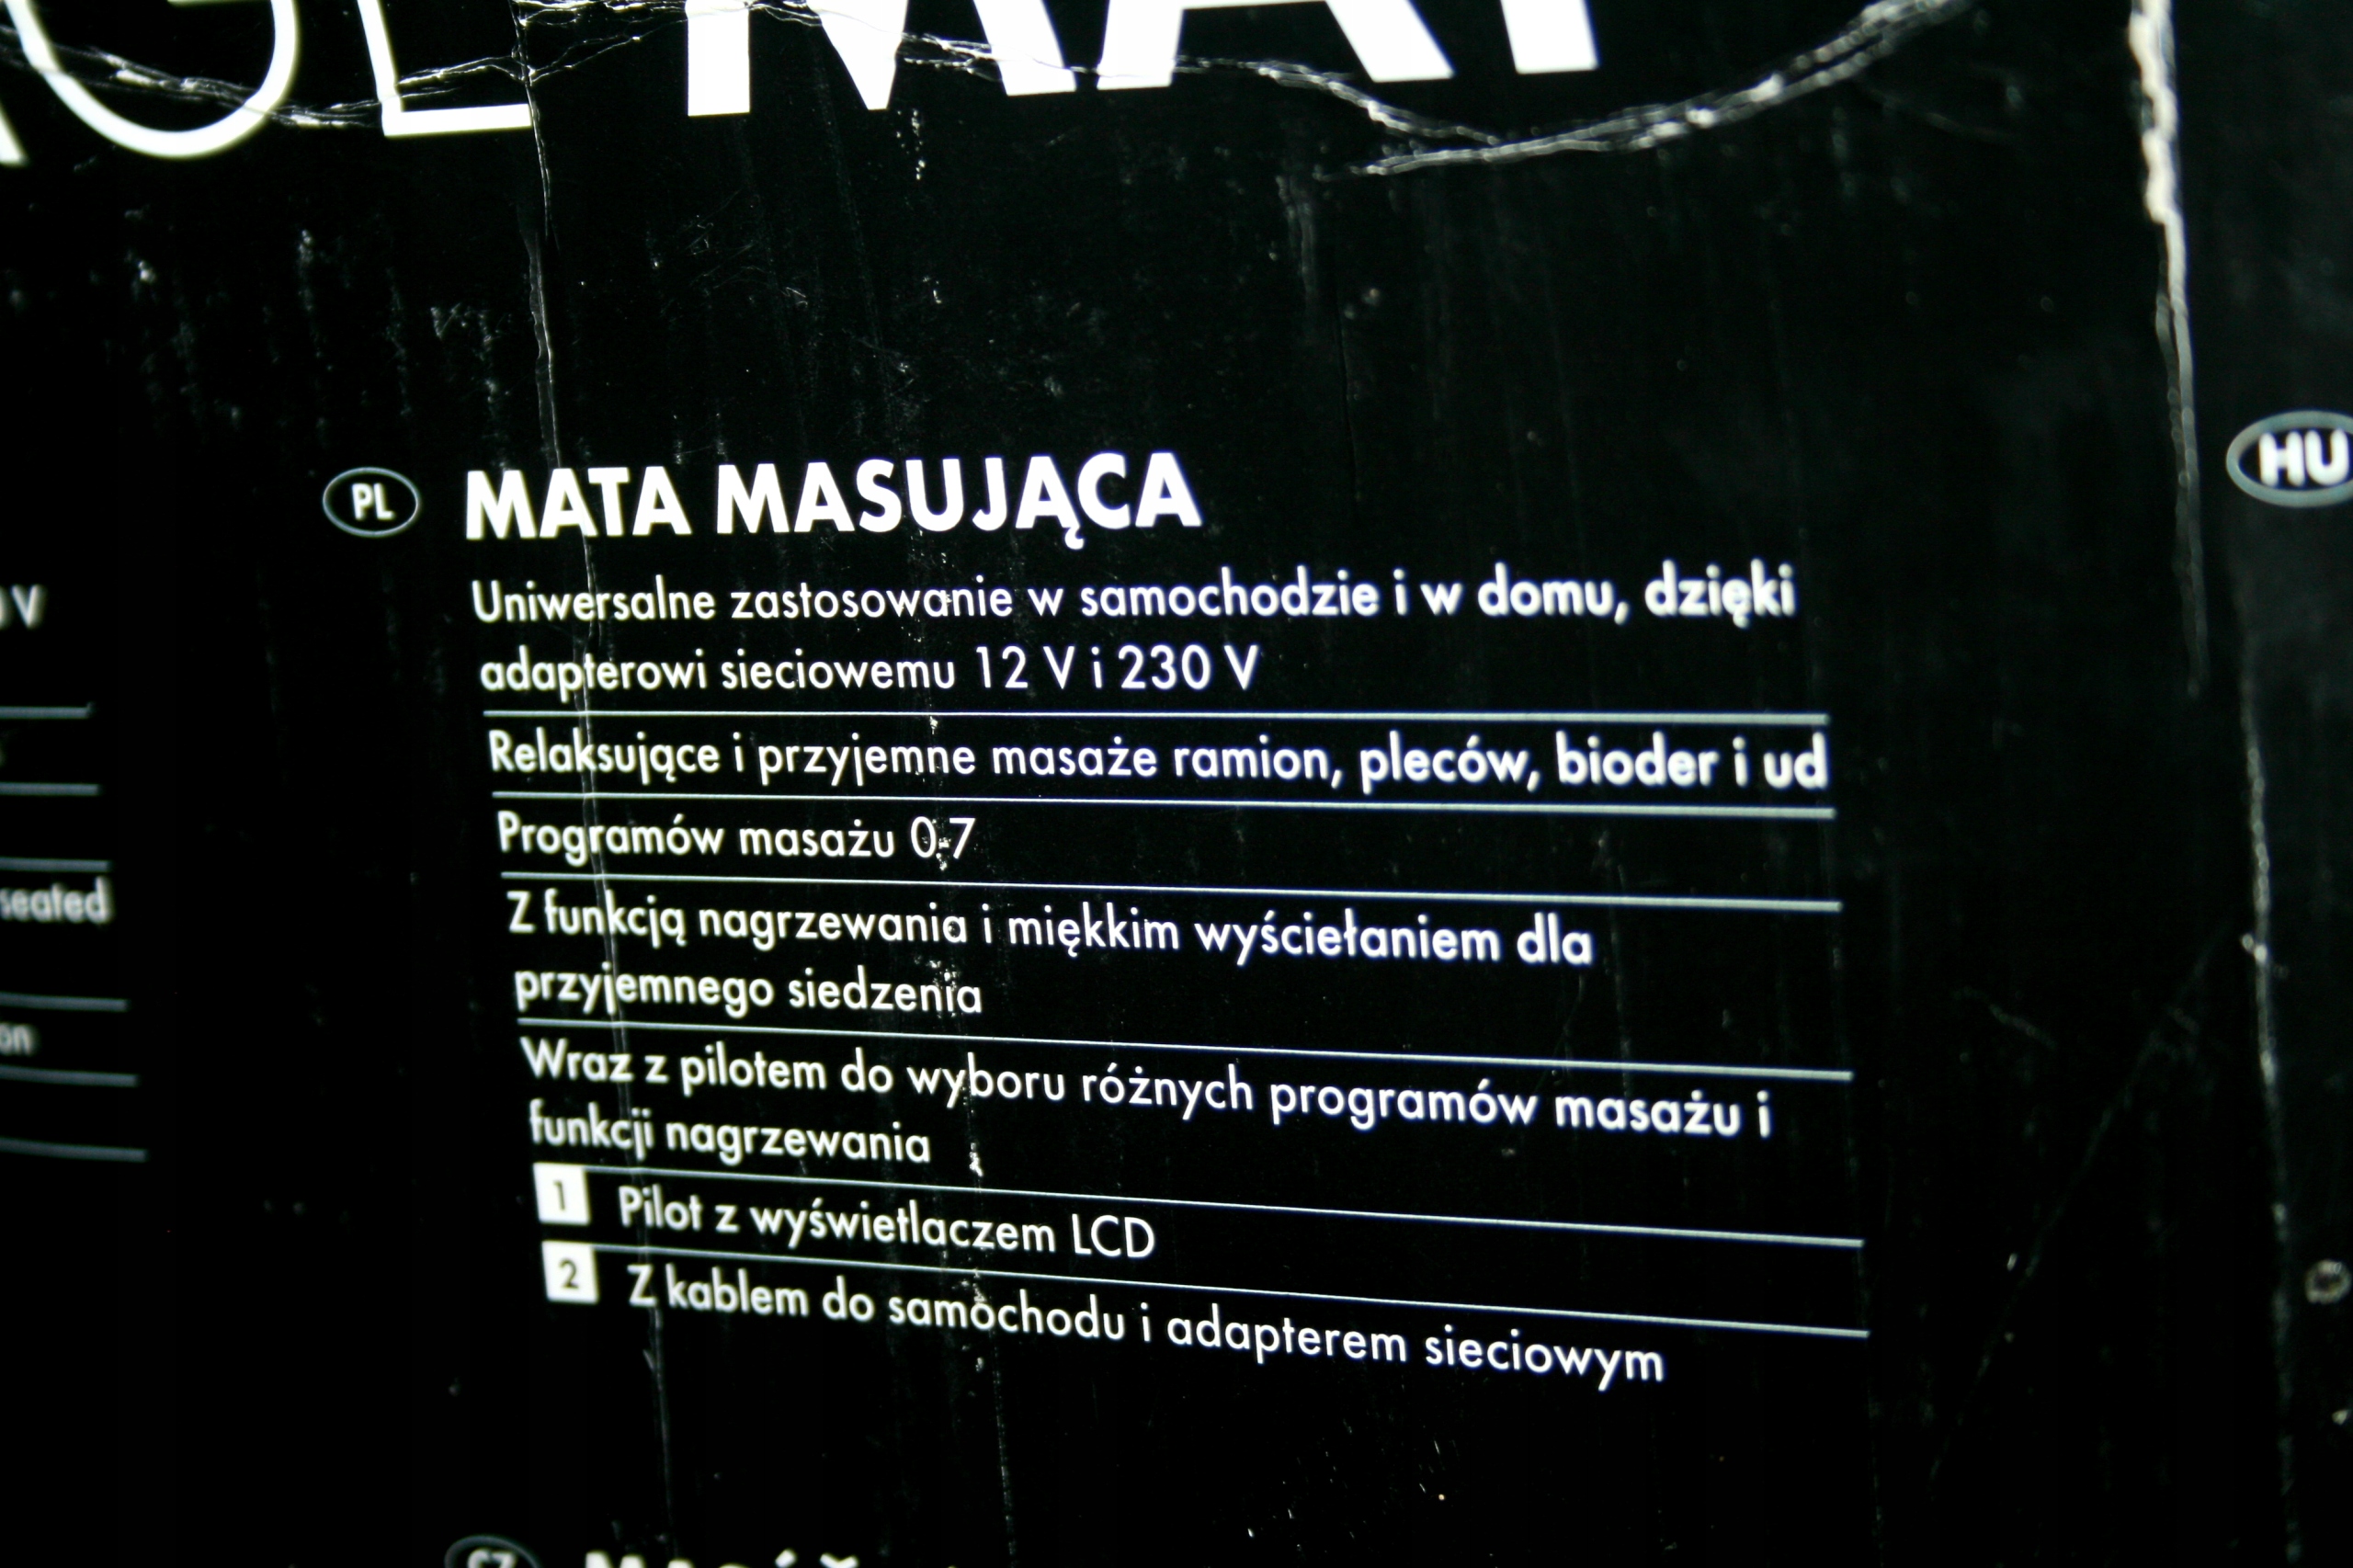 PL MATA MASUJĄCA
Uniwersalne zastosowanie w samochodzie i w domu, dzięki
adapterowi sieciowemu 12 V i 230 V
Relaksujące i przyjemne masaże ramion, pleców, bioder i ud
Programów masażu 0-7
Z funkcją nagrzewania i miękkim wyściełaniem dla
przyjemnego siedzenia
Wraz z pilotem do wyboru różnych programów masażu i
funkcji nagrzewania
1 Pilot z wyświetlaczem LCD
2 Z kablem do samochodu i adapterem sieciowym
HU
V
seated